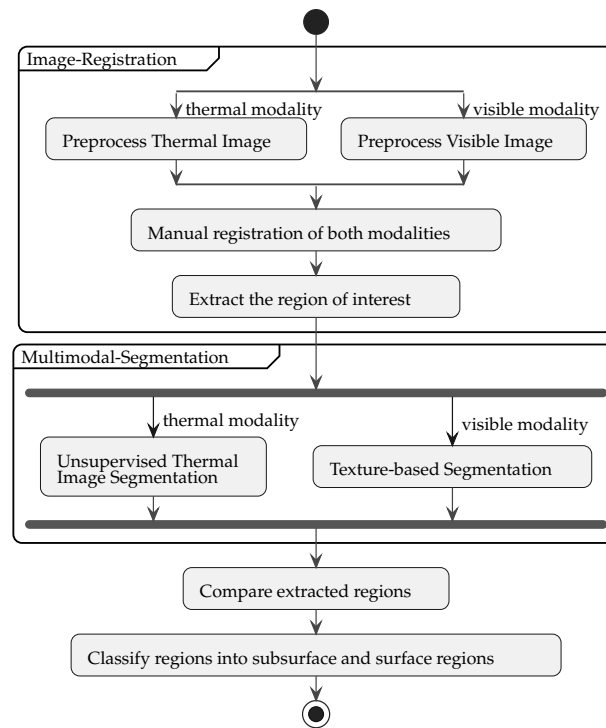 Image-Registration
thermal modality
visible modality
Preprocess Thermal Image
Preprocess Visible Image
Manual registration of both modalities
Extract the region of interest
Multimodal-Segmentation
thermal modality
visible modality
Unsupervised Thermal
Image Segmentation
Texture-based Segmentation
Compare extracted regions
Classify regions into subsurface and surface regions